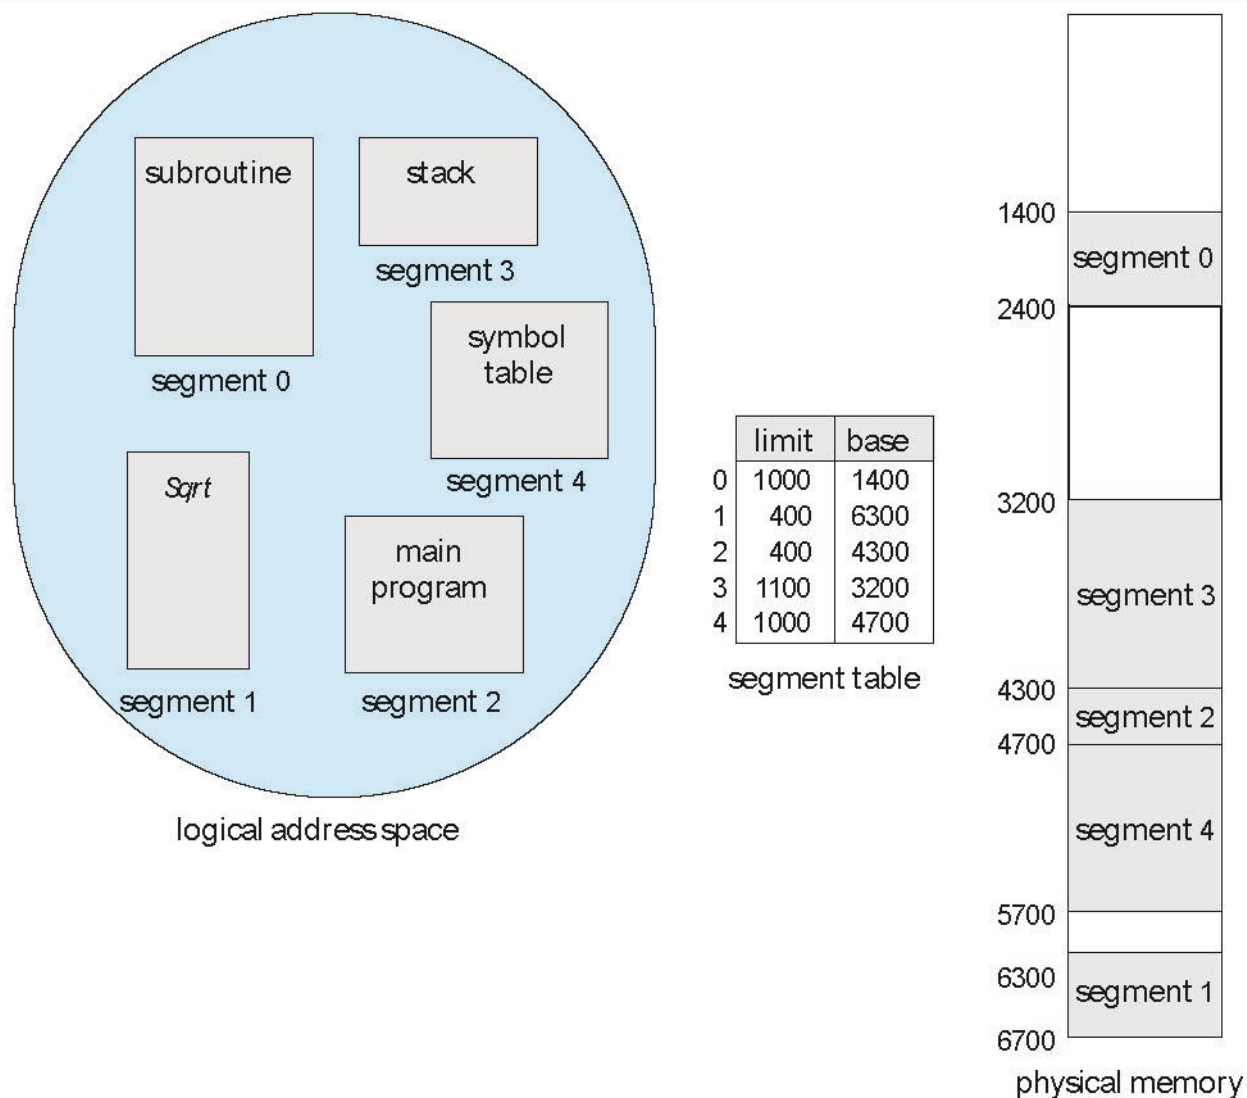 subroutine
segment 0
stack
segment 3
symbol
table
segment 4
Sqrt
segment 1
main
program
segment 2
logical address space
limit base
0 1000 1400
1 400 6300
2 400 4300
3 1100 3200
4 1000 4700
segment table
1400
segment 0
2400
3200
segment 3
4300
segment 2
4700
segment 4
5700
6300
segment 1
6700
physical memory